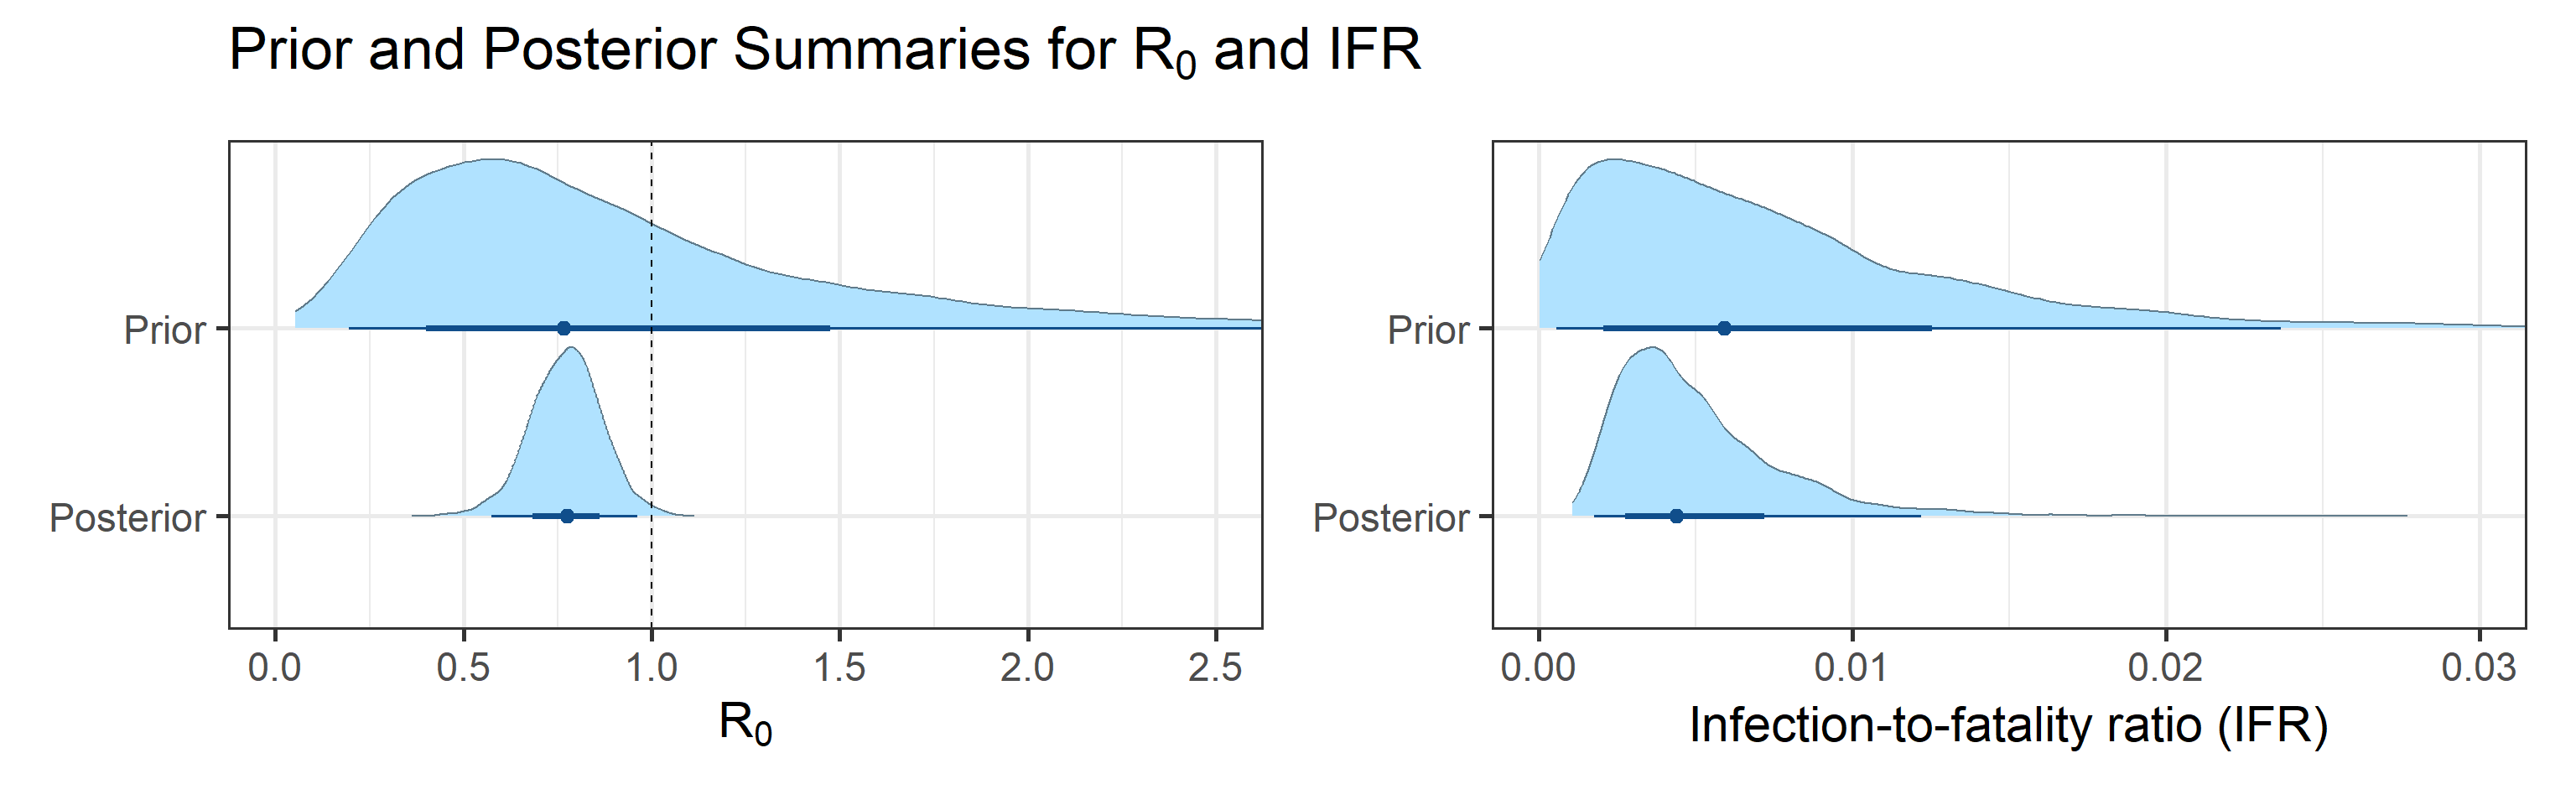 Prior and Posterior Summaries for R₀ and IFR
Prior
Posterior
0.0 0.5 1.0 1.5 2.0 2.5
R₀
Prior
Posterior
0.00 0.01 0.02 0.03
Infection-to-fatality ratio (IFR)